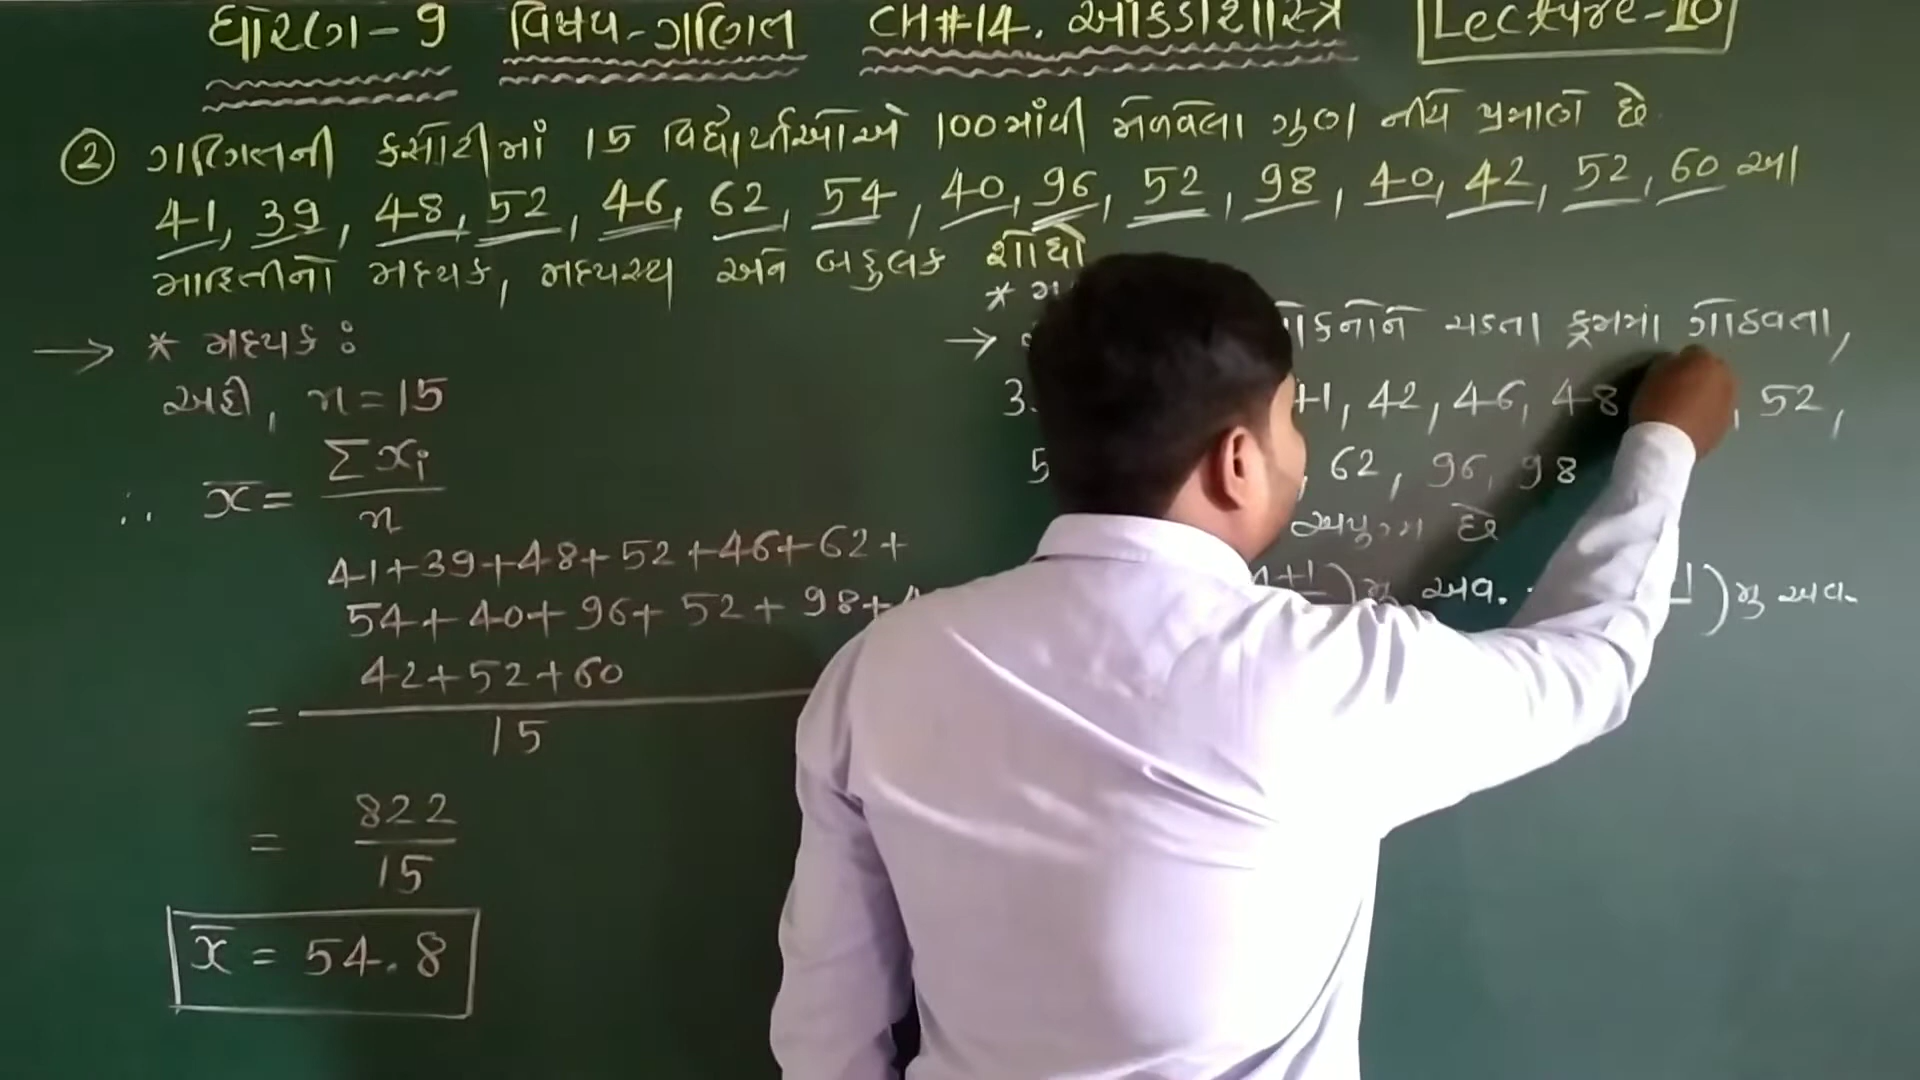 ધોરણ-9 વિષય-ગણિત CH#14. આંકડાશાસ્ત્ર Lecture-10
② ગણિતની કસોટીમાં 15 વિદ્યાર્થીઓએ 100માંથી મેળવેલા ગુણ નીચે પ્રમાણે છે
41, 39, 48, 52, 46, 62, 54, 40, 96, 52, 98, 40, 42, 52, 60 આ
માહિતીનો મધ્યક, મધ્યસ્થ અને બહુલક શોધો
→ * મધ્યક :
અહીં, n = 15
∴ x̄ = Σxi / n
41+39+48+52+46+62+
54+40+96+52+98+4
42+52+60
= 15
= 822 / 15
x̄ = 54.8
*
→ ચડતા ક્રમમાં ગોઠવતા,
1, 42, 46, 48 , 52,
, 62, 96, 98
અયુગ્મ છે
+1)મુ અવ. 1)મુ અવ.